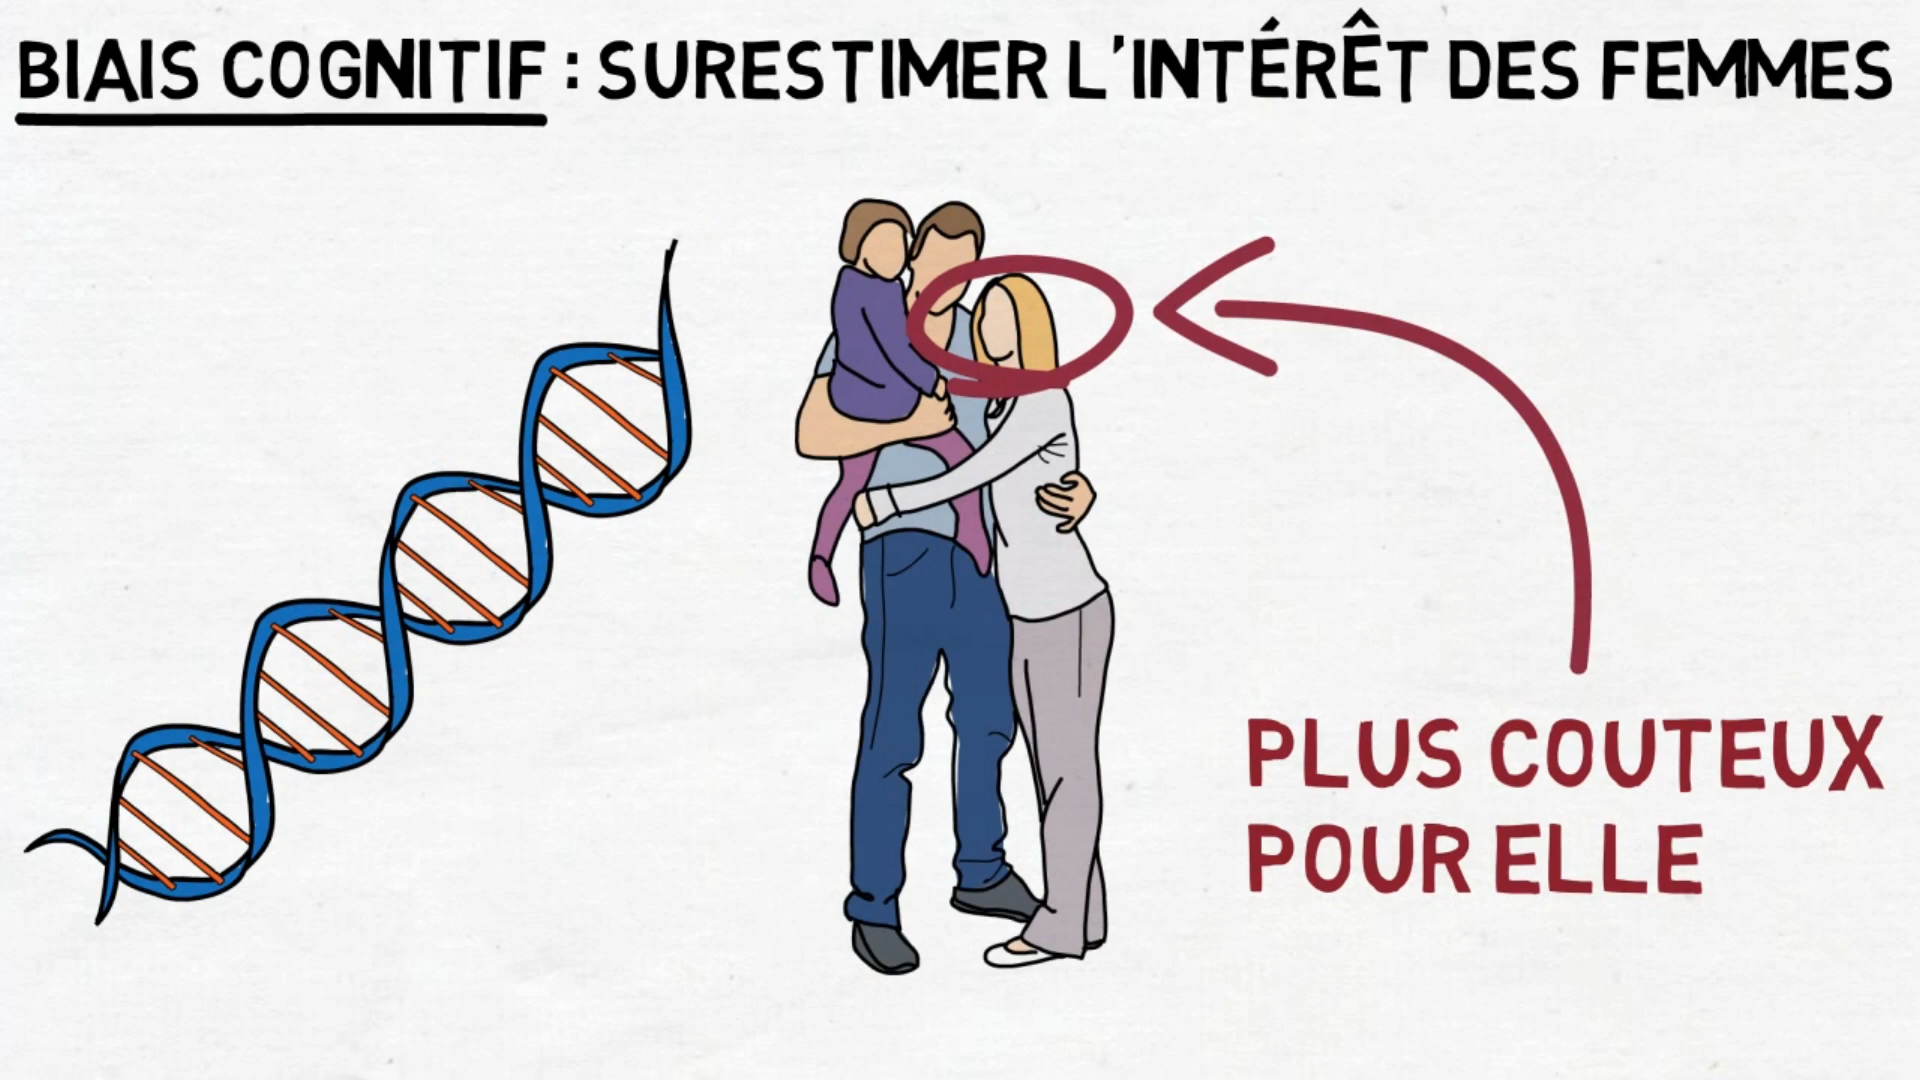 BIAIS COGNITIF : SURESTIMER L'INTÉRÊT DES FEMMES
PLUS COUTEUX
POUR ELLE